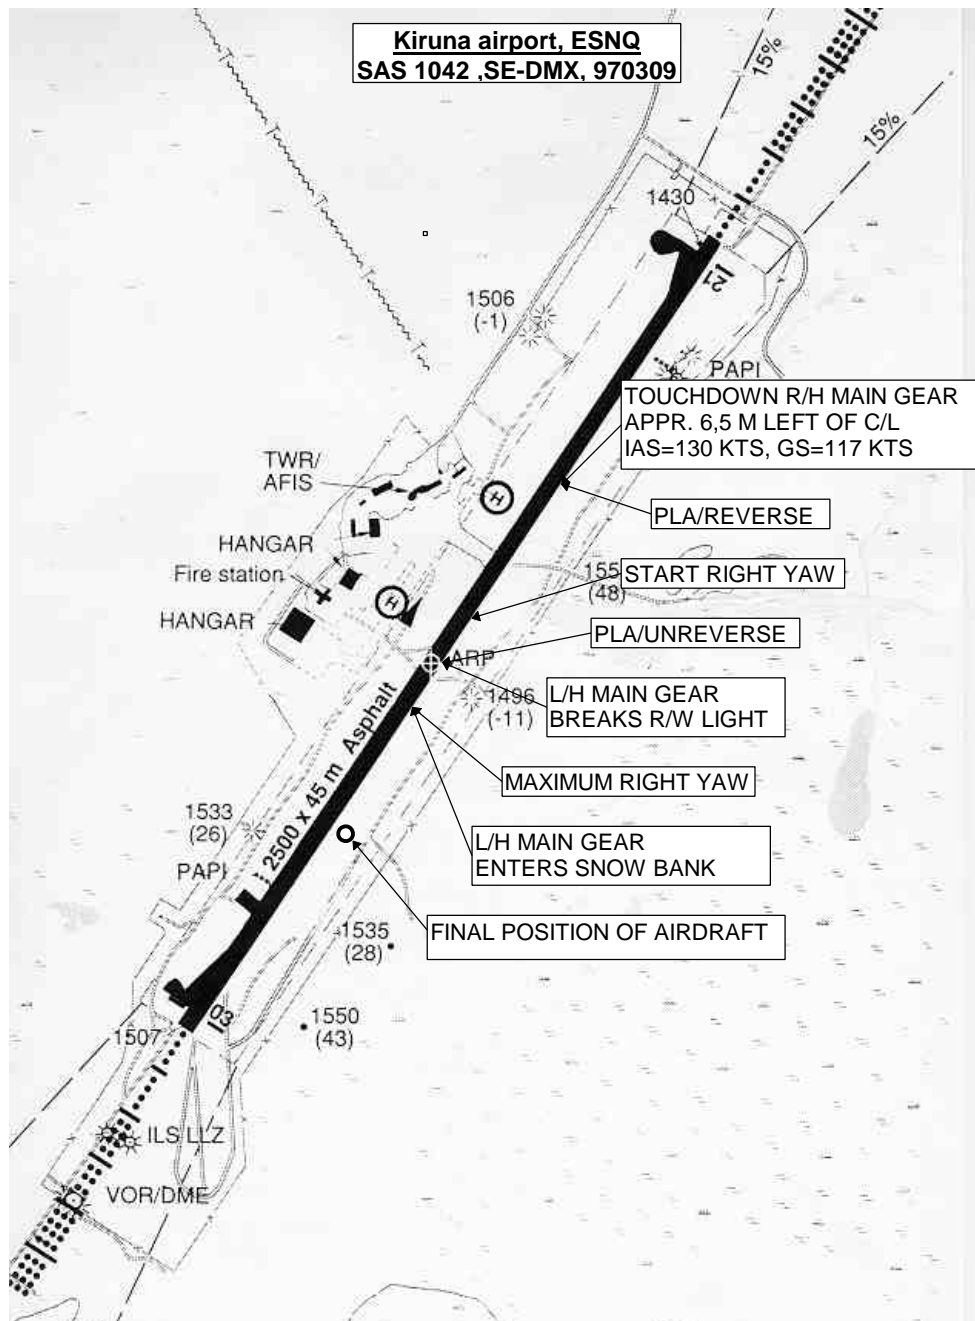 Kiruna airport, ESNQ
SAS 1042 ,SE-DMX, 970309
15%
15%
1430
21
1506
(-1)
PAPI
TOUCHDOWN R/H MAIN GEAR
APPR. 6,5 M LEFT OF C/L
IAS=130 KTS, GS=117 KTS
TWR/
AFIS
H
PLA/REVERSE
HANGAR
Fire station
155
(48)
START RIGHT YAW
H
HANGAR
PLA/UNREVERSE
ARP
L/H MAIN GEAR
BREAKS R/W LIGHT
1496
(-11)
2500 x 45 m Asphalt
MAXIMUM RIGHT YAW
1533
(26)
L/H MAIN GEAR
ENTERS SNOW BANK
PAPI
FINAL POSITION OF AIRDRAFT
1535
(28)
03
1507
1550
(43)
ILS LLZ
VOR/DME